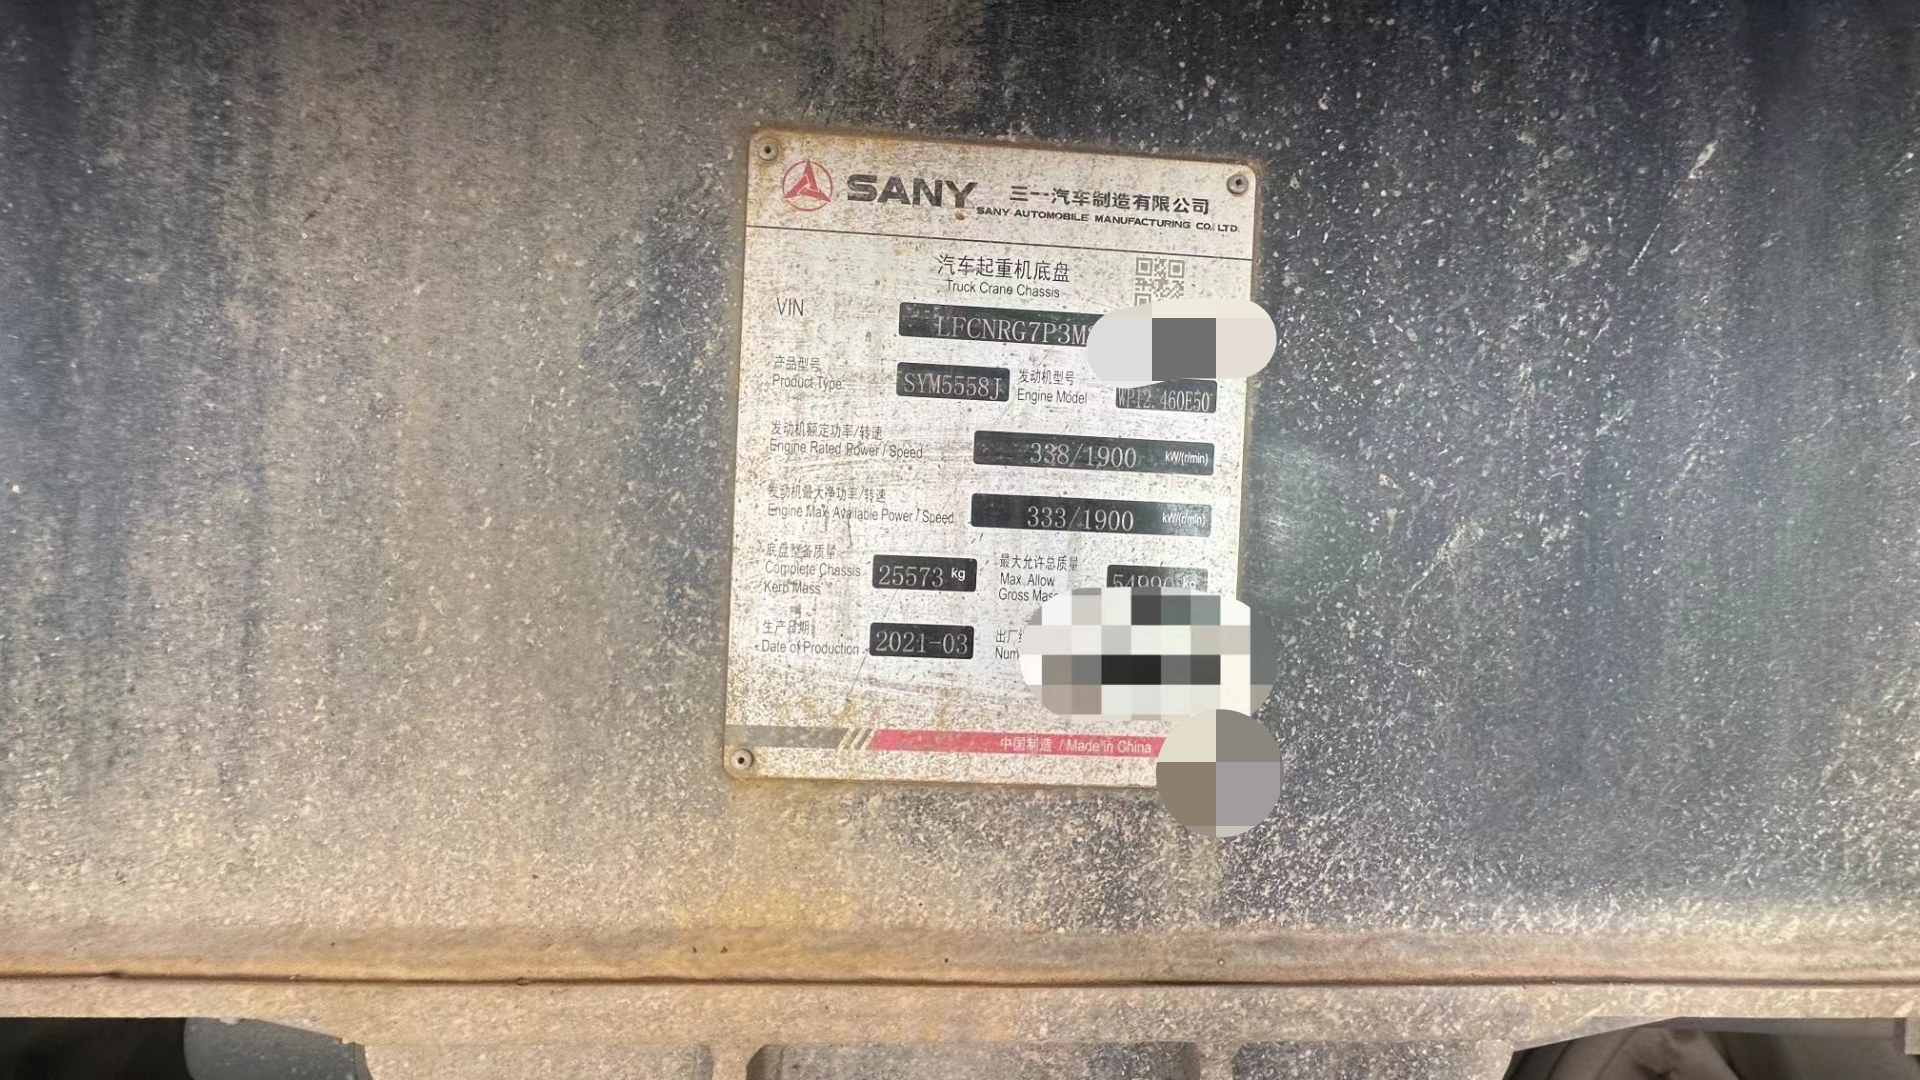 SANY 三一汽车制造有限公司
SANY AUTOMOBILE MANUFACTURING CO., LTD.
汽车起重机底盘
Truck Crane Chassis
VIN LFCNRG7P3M
产品型号 发动机型号
Product Type: SYM5558J Engine Model WP12.460E50
发动机额定功率/转速
Engine Rated Power / Speed 338/1900 kW/(r/min)
发动机最大净功率/转速
Engine Max. Available Power / Speed 333/1900 kW/(r/min)
底盘整备质量 最大允许总质量
Complete Chassis 25573 kg Max. Allow
Kerb Mass Gross Mass
生产日期 出厂
Date of Production 2021-03
中国制造 / Made in China